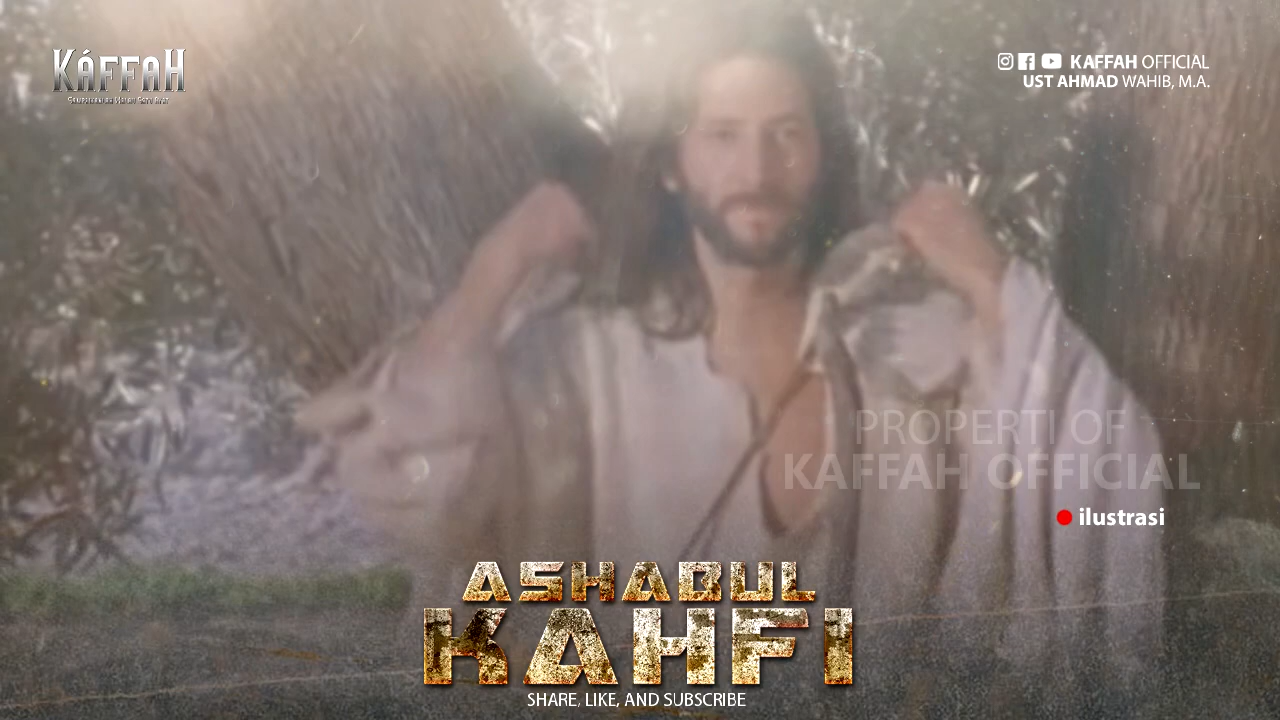 KÁFFAH
KAFFAH OFFICIAL
UST AHMAD WAHIB, M.A.
PROPERTI OF
KAFFAH OFFICIAL
ilustrasi
ASHABUL
KAHFI
SHARE, LIKE, AND SUBSCRIBE